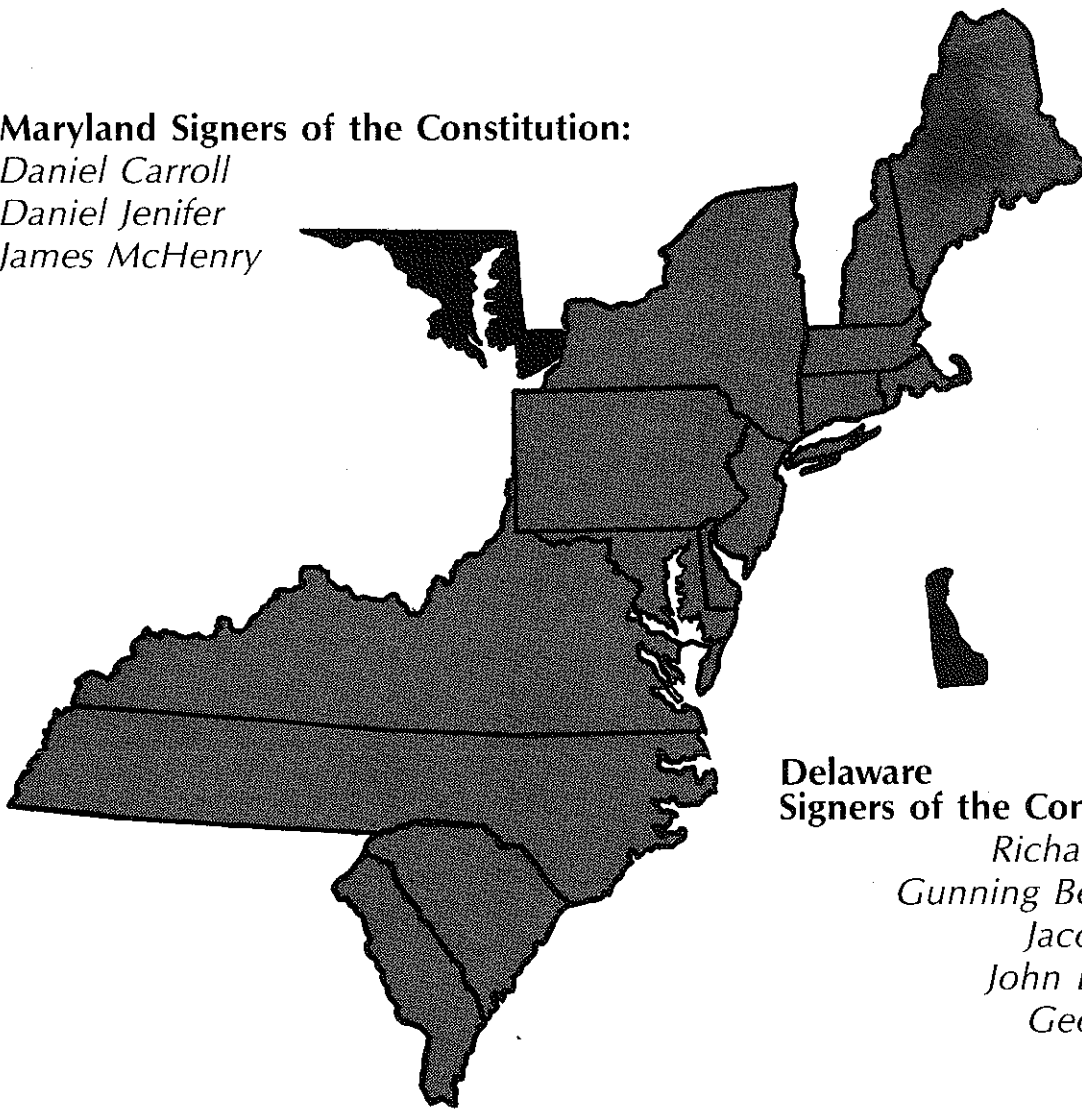 Maryland Signers of the Constitution:
Daniel Carroll
Daniel Jenifer
James McHenry
Delaware
Signers of the Con
Richa
Gunning Be
Jaco
John
Geo